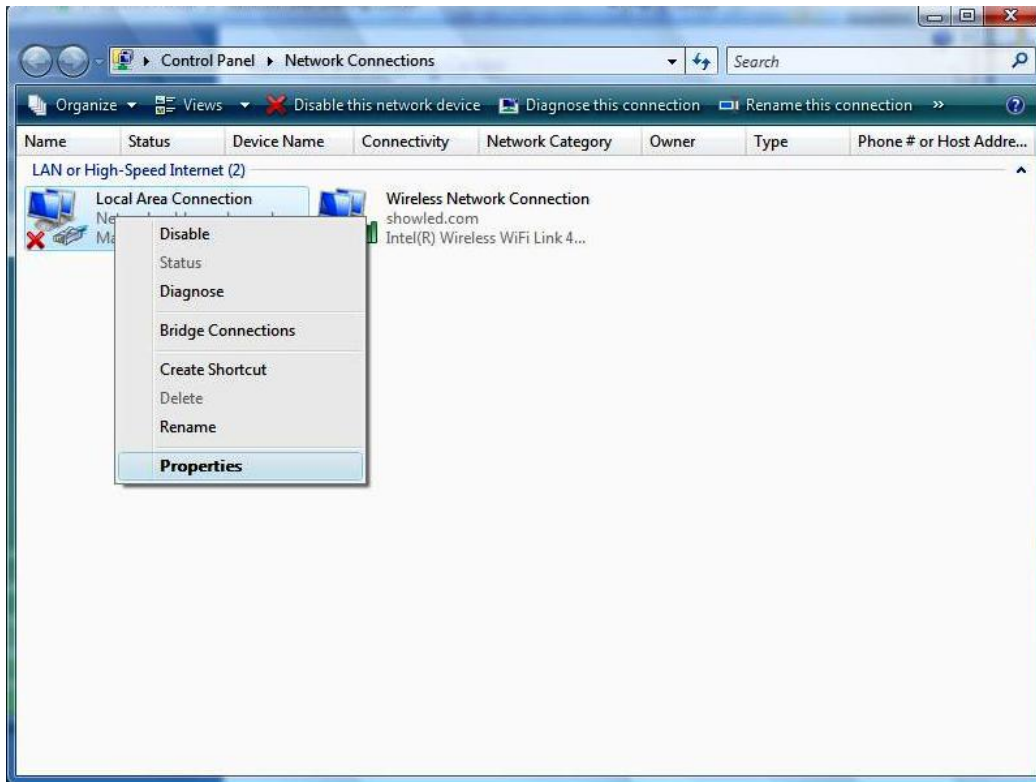 Control Panel Network Connections Search
Organize Views Disable this network device Diagnose this connection Rename this connection »
Name Status Device Name Connectivity Network Category Owner Type Phone # or Host Addre...
LAN or High-Speed Internet (2)
Local Area Connection
Wireless Network Connection
showled.com
Intel(R) Wireless WiFi Link 4...
Disable
Status
Diagnose
Bridge Connections
Create Shortcut
Delete
Rename
Properties